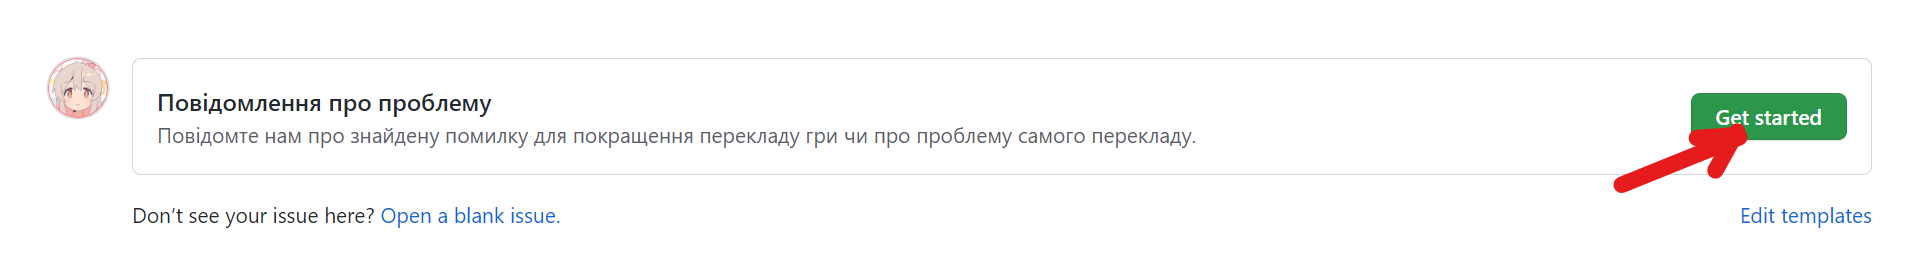 Повідомлення про проблему
Повідомте нам про знайдену помилку для покращення перекладу гри чи про проблему самого перекладу.
Get started
Don’t see your issue here? Open a blank issue.
Edit templates